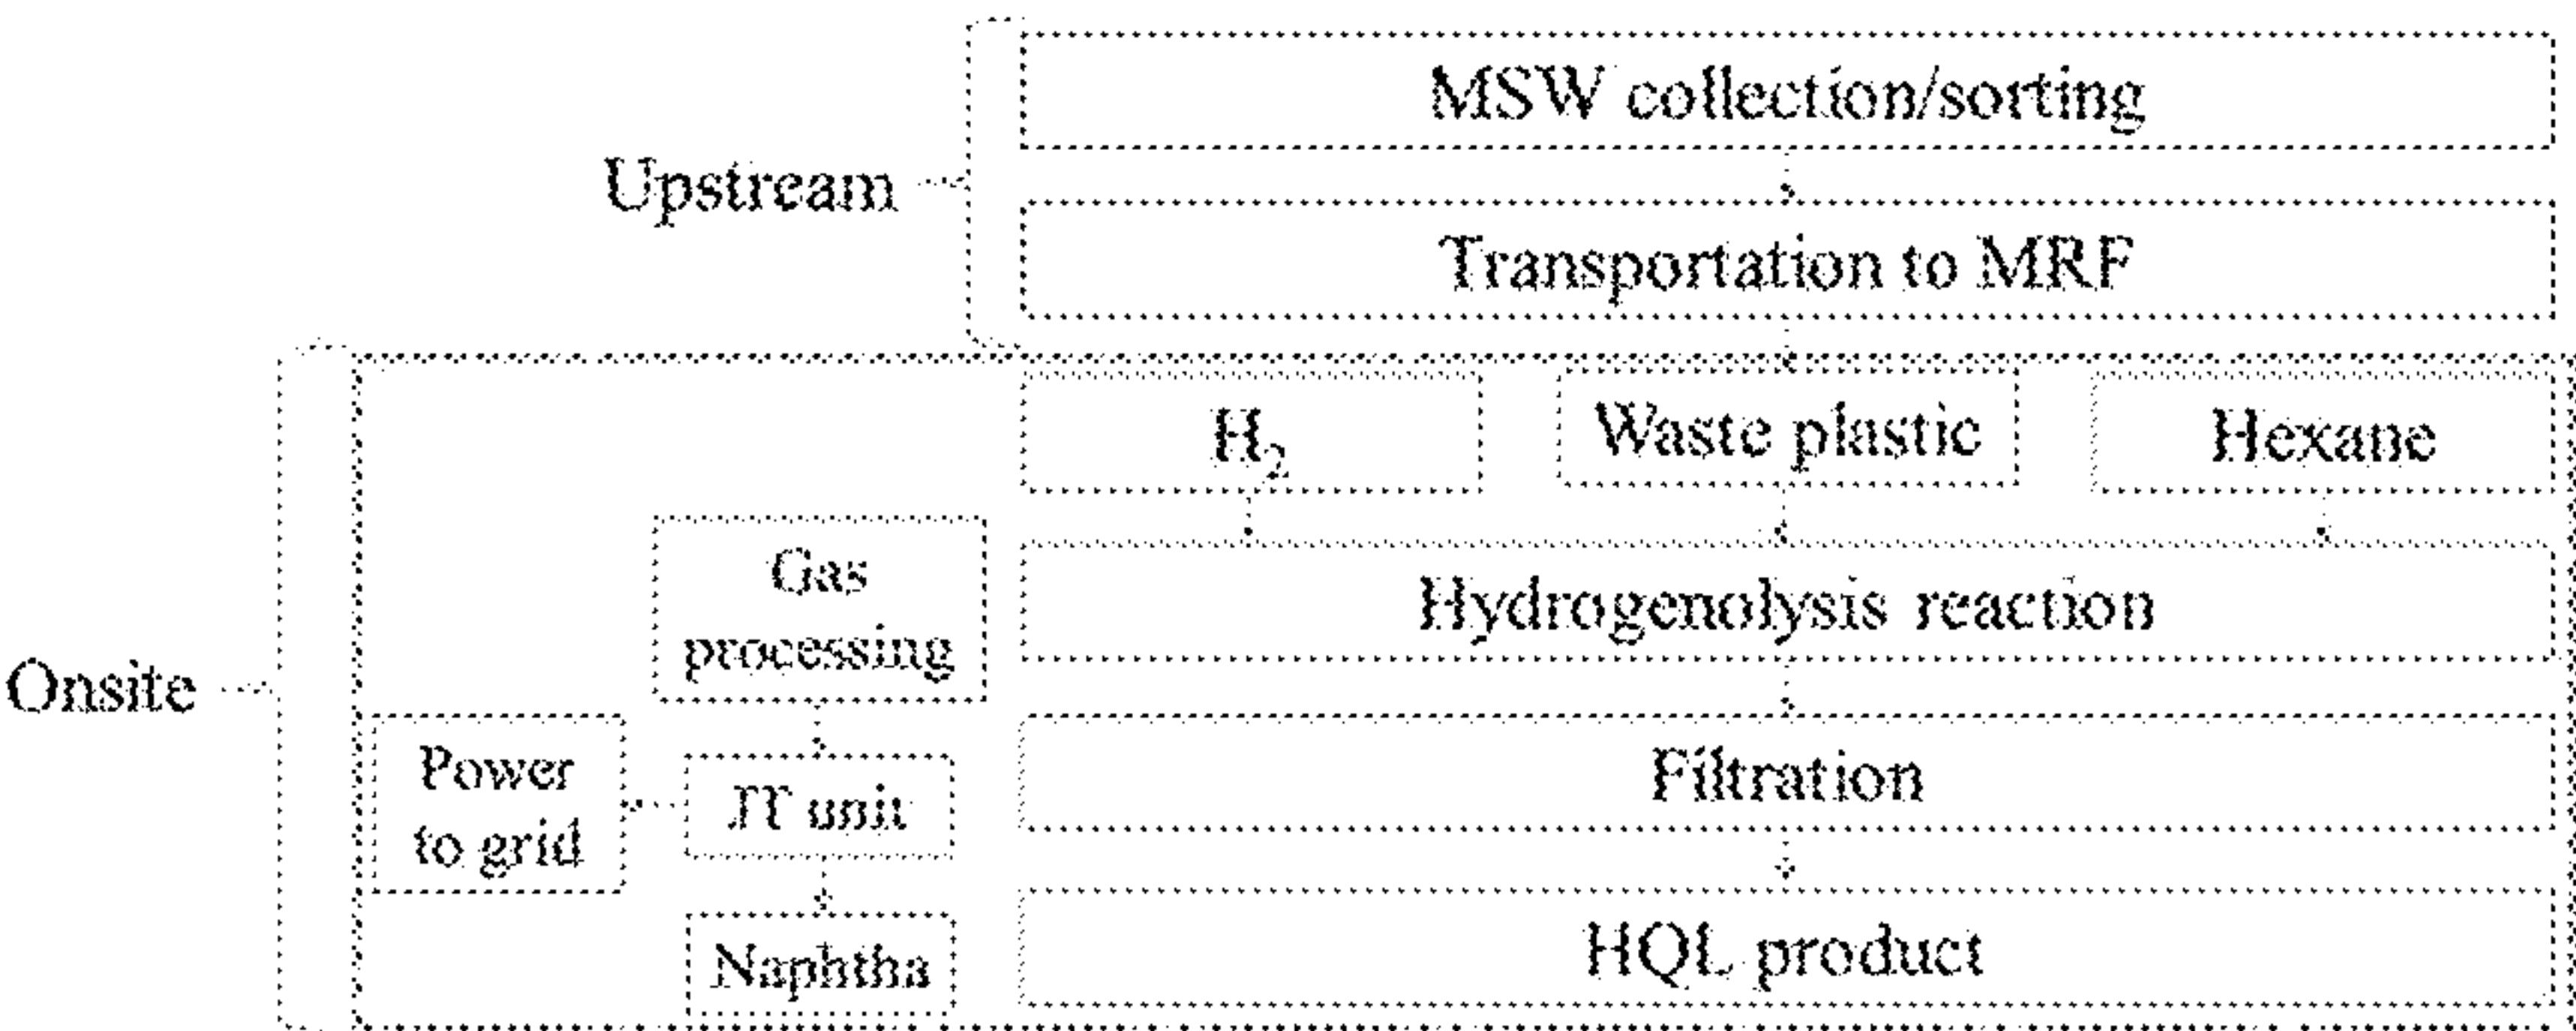 MSW collection/sorting
Upstream
Transportation to MRF
H₂
Waste plastic
Hexane
Gas
processing
Hydrogenolysis reaction
Onsite
Power
to grid
JT unit
Filtration
Naphtha
HQL product